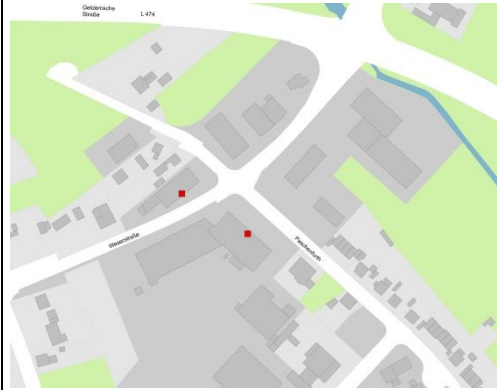 Geldernsche
Straße
L 474
Weserstraße
Paschenfurth